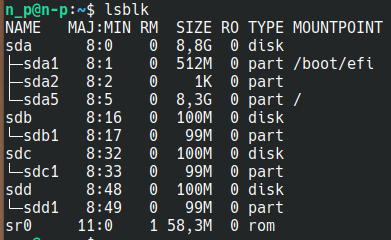 n_p@n-p:~$ lsblk
NAME   MAJ:MIN RM  SIZE RO TYPE MOUNTPOINT
sda      8:0    0  8,8G  0 disk
├─sda1   8:1    0  512M  0 part /boot/efi
├─sda2   8:2    0    1K  0 part
└─sda5   8:5    0  8,3G  0 part /
sdb      8:16   0  100M  0 disk
└─sdb1   8:17   0   99M  0 part
sdc      8:32   0  100M  0 disk
└─sdc1   8:33   0   99M  0 part
sdd      8:48   0  100M  0 disk
└─sdd1   8:49   0   99M  0 part
sr0     11:0    1 58,3M  0 rom